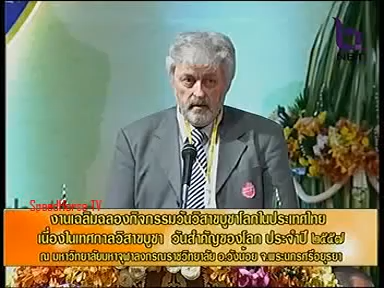 NBT
SpeedHorse TV
งานเฉลิมฉลองกิจกรรมวันวิสาขบูชาโลกในประเทศไทย
เนื่องในเทศกาลวิสาขบูชา วันสำคัญของโลก ประจำปี ๒๕๕๗
ณ มหาวิทยาลัยมหาจุฬาลงกรณราชวิทยาลัย อ.วังน้อย จ.พระนครศรีอยุธยา